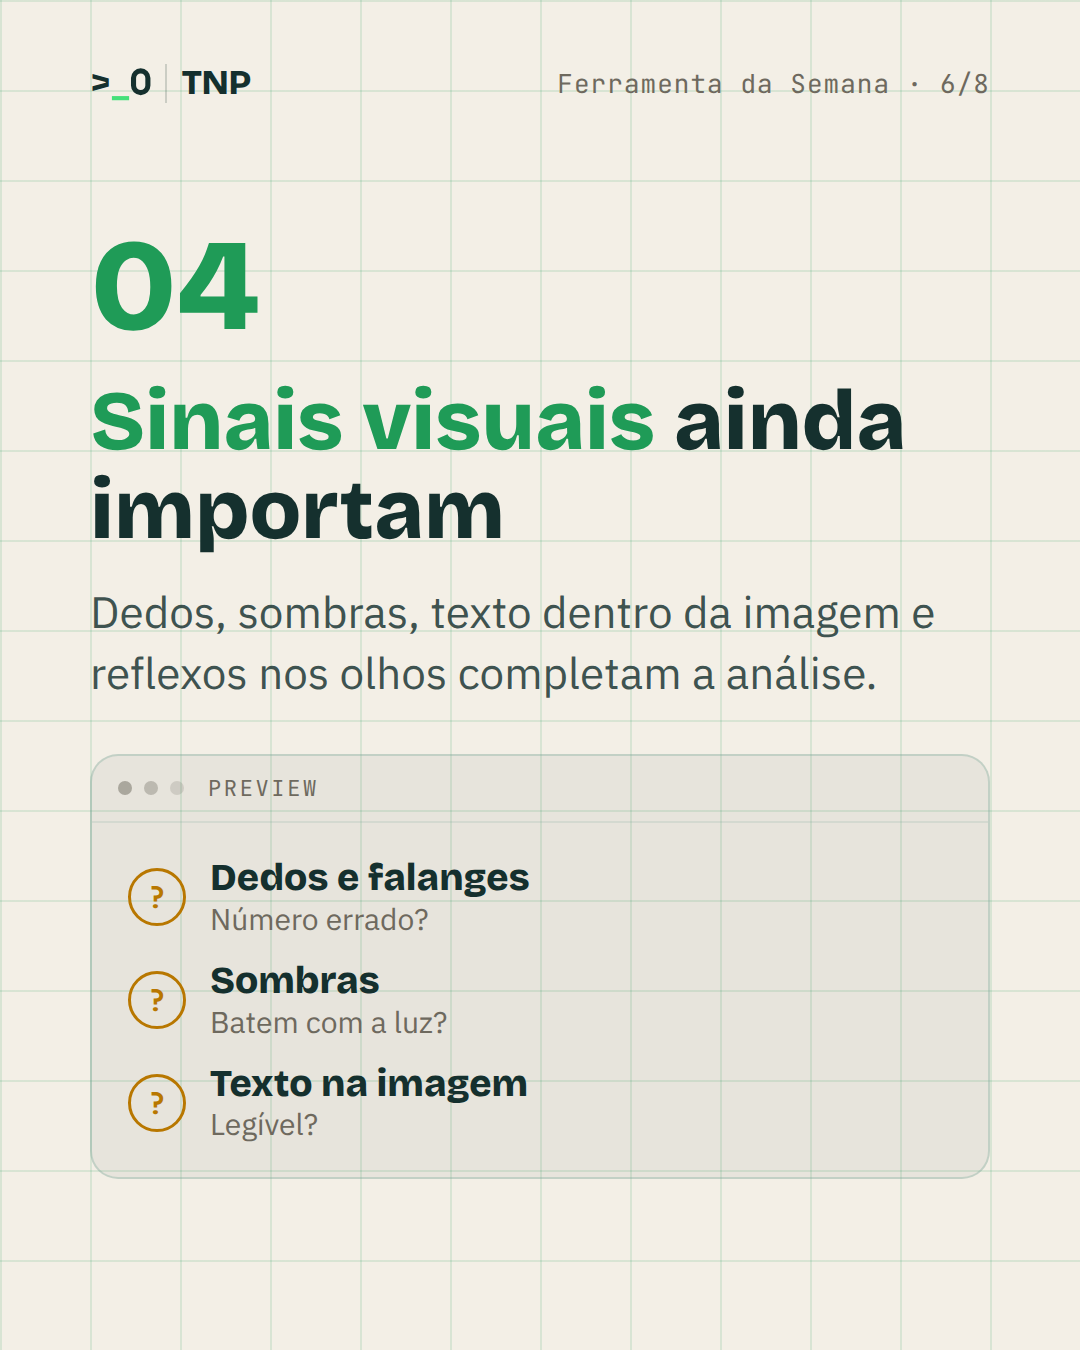 >_0 TNP
Ferramenta da Semana · 6/8
04
Sinais visuais ainda
importam
Dedos, sombras, texto dentro da imagem e
reflexos nos olhos completam a análise.
PREVIEW
? Dedos e falanges
Número errado?
? Sombras
Batem com a luz?
? Texto na imagem
Legível?